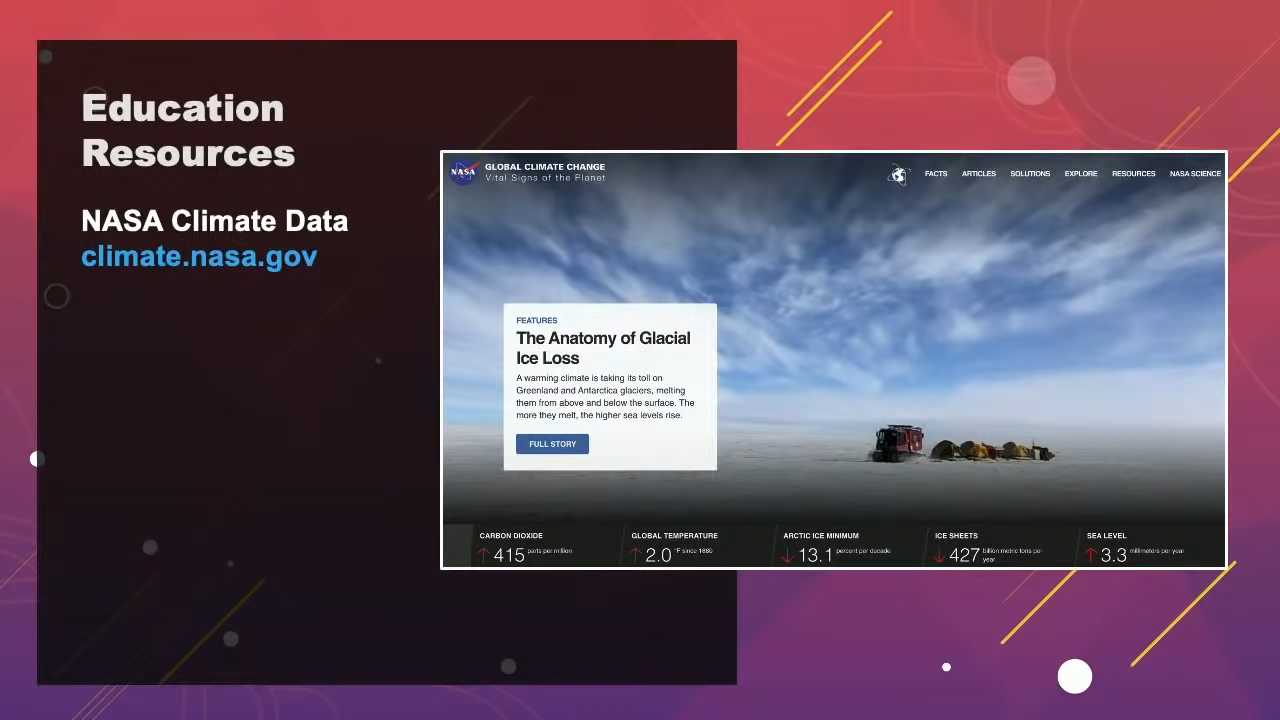 Education
Resources
NASA Climate Data
climate.nasa.gov
NASA
GLOBAL CLIMATE CHANGE
Vital Signs of the Planet
FACTS ARTICLES SOLUTIONS EXPLORE RESOURCES NASA SCIENCE
FEATURES
The Anatomy of Glacial
Ice Loss
A warming climate is taking its toll on
Greenland and Antarctica glaciers, melting
them from above and below the surface. The
more they melt, the higher sea levels rise.
FULL STORY
CARBON DIOXIDE
↑ 415 parts per million
GLOBAL TEMPERATURE
↑ 2.0 °F since 1880
ARCTIC ICE MINIMUM
↓ 13.1 percent per decade
ICE SHEETS
↓ 427 billion metric tons per
year
SEA LEVEL
↑ 3.3 millimeters per year